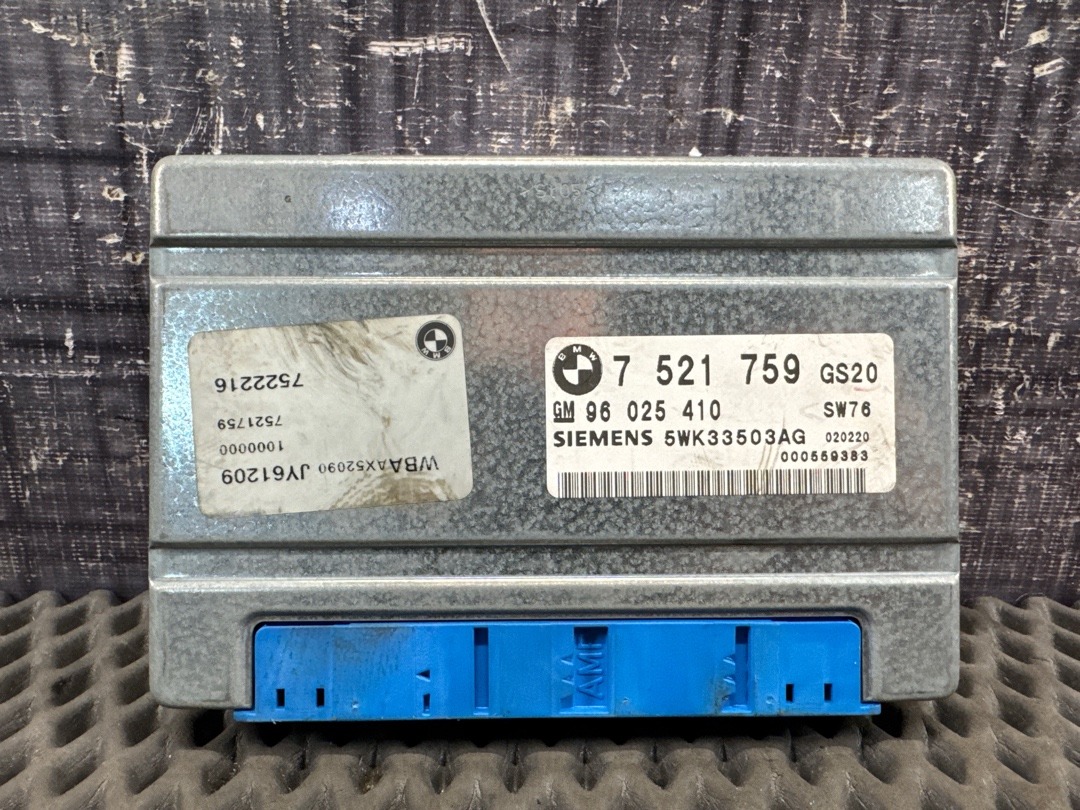 BMW
7 521 759 GS20
GM 96 025 410 SW76
SIEMENS 5WK33503AG 020220
000559383
BMW
WBAAX52090 JY61209
1000000
7521759
7522216
AMP